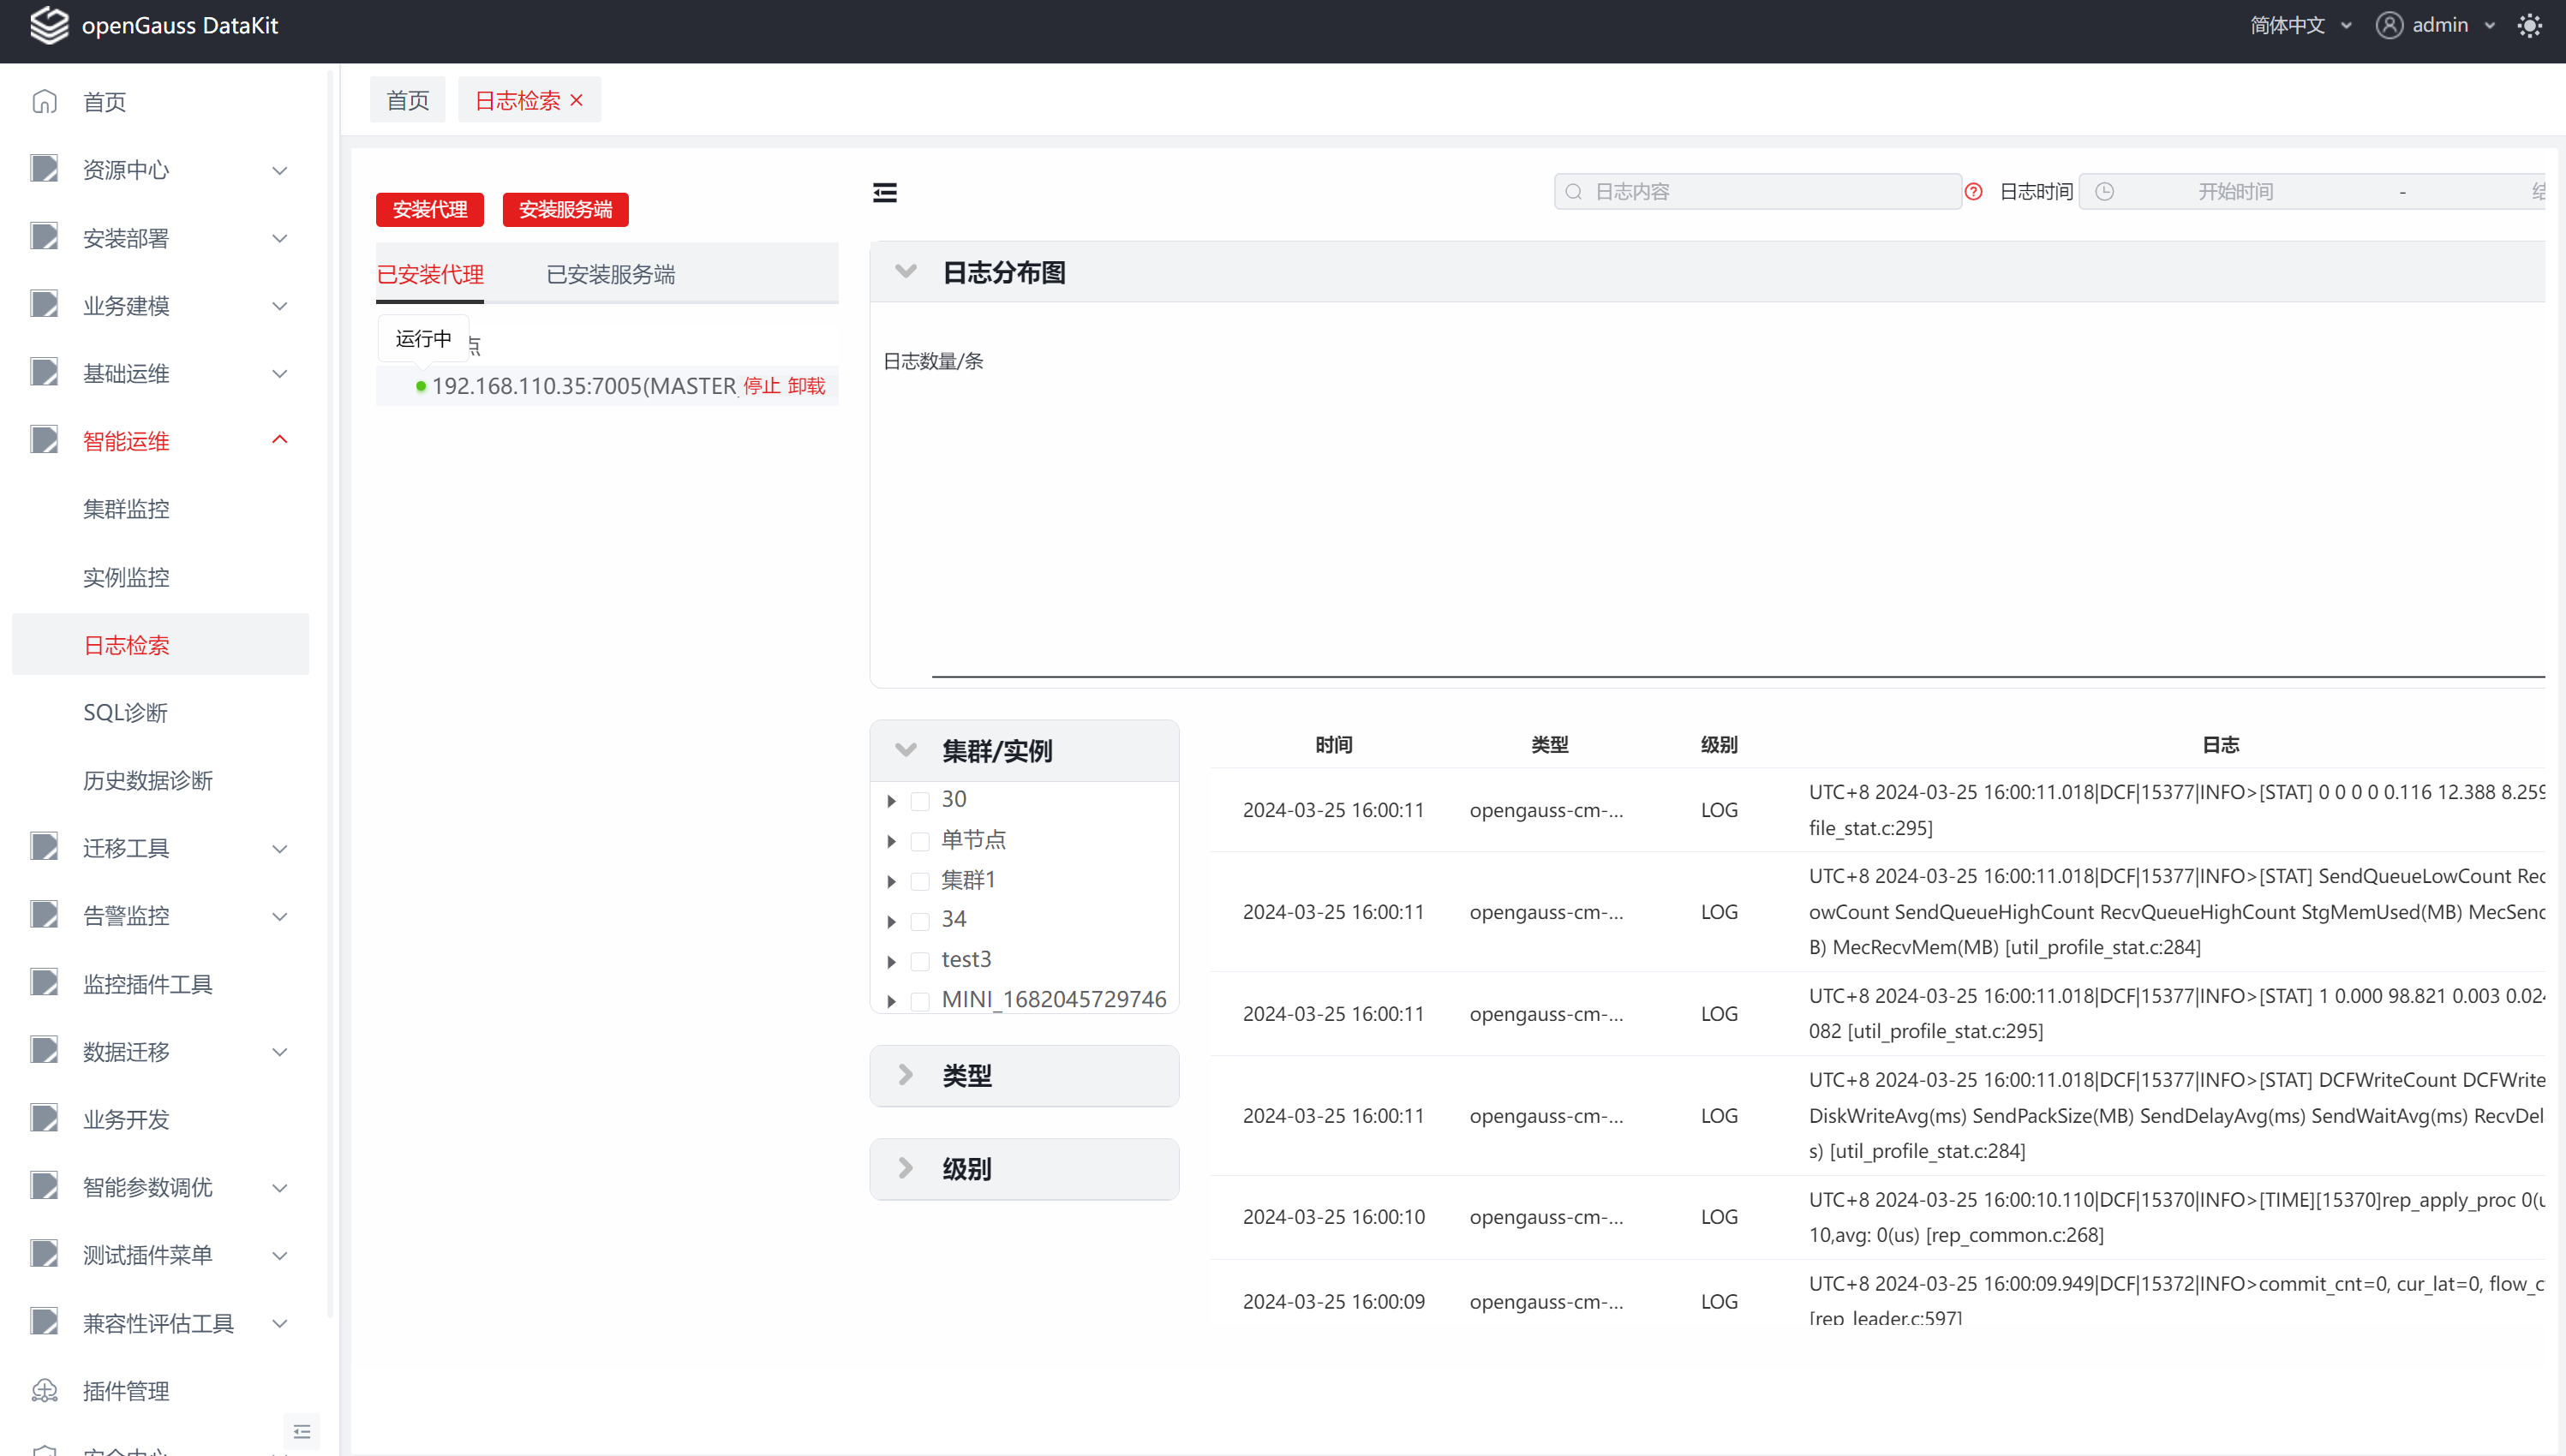 openGauss DataKit
简体中文
admin
首页
资源中心
安装部署
业务建模
基础运维
智能运维
集群监控
实例监控
日志检索
SQL诊断
历史数据诊断
迁移工具
告警监控
监控插件工具
数据迁移
业务开发
智能参数调优
测试插件菜单
兼容性评估工具
插件管理
首页
日志检索
安装代理
安装服务端
已安装代理
已安装服务端
运行中
点
192.168.110.35:7005(MASTER
停止 卸载
日志内容
日志时间
开始时间
-
日志分布图
日志数量/条
集群/实例
30
单节点
集群1
34
test3
MINI_1682045729746
类型
级别
时间 类型 级别 日志
2024-03-25 16:00:11 opengauss-cm-... LOG
UTC+8 2024-03-25 16:00:11.018|DCF|15377|INFO>[STAT] 0 0 0 0 0.116 12.388 8.259
file_stat.c:295]
2024-03-25 16:00:11 opengauss-cm-... LOG
UTC+8 2024-03-25 16:00:11.018|DCF|15377|INFO>[STAT] SendQueueLowCount Rec
owCount SendQueueHighCount RecvQueueHighCount StgMemUsed(MB) MecSend
B) MecRecvMem(MB) [util_profile_stat.c:284]
2024-03-25 16:00:11 opengauss-cm-... LOG
UTC+8 2024-03-25 16:00:11.018|DCF|15377|INFO>[STAT] 1 0.000 98.821 0.003 0.02
082 [util_profile_stat.c:295]
2024-03-25 16:00:11 opengauss-cm-... LOG
UTC+8 2024-03-25 16:00:11.018|DCF|15377|INFO>[STAT] DCFWriteCount DCFWrite
DiskWriteAvg(ms) SendPackSize(MB) SendDelayAvg(ms) SendWaitAvg(ms) RecvDel
s) [util_profile_stat.c:284]
2024-03-25 16:00:10 opengauss-cm-... LOG
UTC+8 2024-03-25 16:00:10.110|DCF|15370|INFO>[TIME][15370]rep_apply_proc 0(u
10,avg: 0(us) [rep_common.c:268]
2024-03-25 16:00:09 opengauss-cm-... LOG
UTC+8 2024-03-25 16:00:09.949|DCF|15372|INFO>commit_cnt=0, cur_lat=0, flow_c
[rep_leader.c:597]